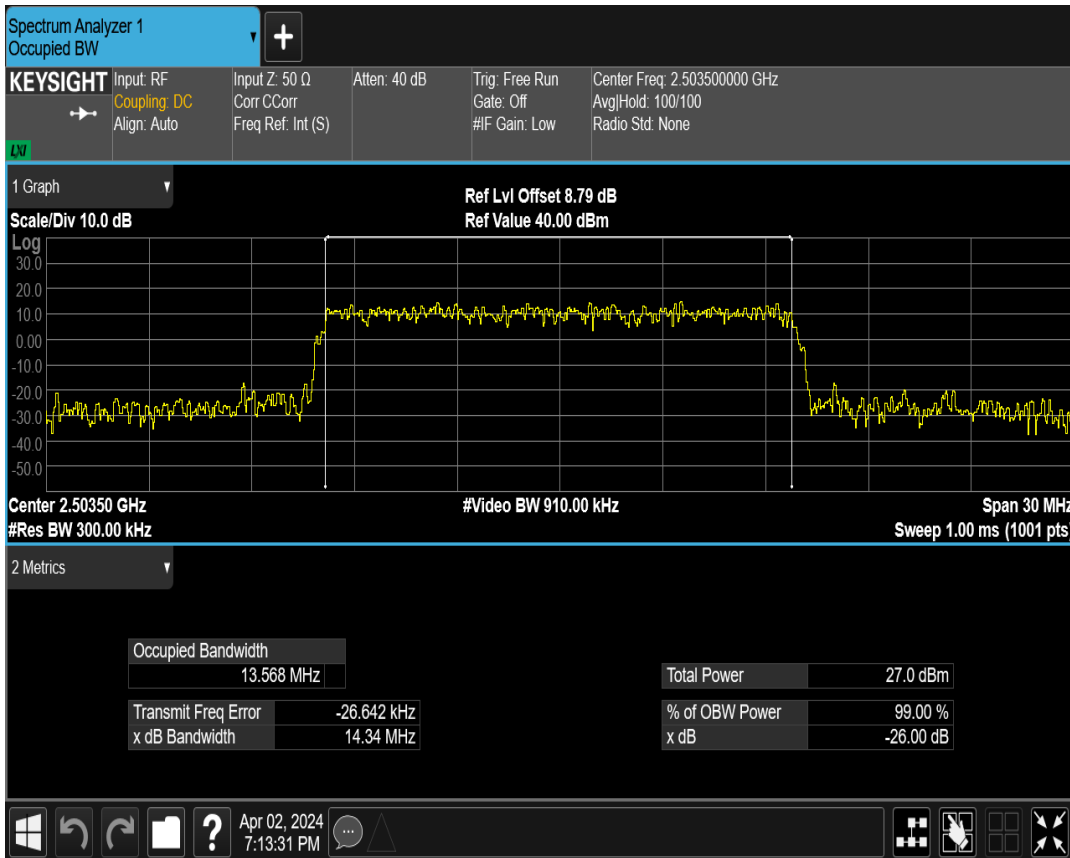 Spectrum Analyzer 1
Occupied BW
+
KEYSIGHT
Input: RF
Coupling: DC
Align: Auto
Input Z: 50 Ω
Corr CCorr
Freq Ref: Int (S)
Atten: 40 dB
Trig: Free Run
Gate: Off
#IF Gain: Low
Center Freq: 2.503500000 GHz
Avg|Hold: 100/100
Radio Std: None
LXI
1 Graph
Scale/Div 10.0 dB
Ref Lvl Offset 8.79 dB
Ref Value 40.00 dBm
Log
30.0
20.0
10.0
0.00
-10.0
-20.0
-30.0
-40.0
-50.0
Center 2.50350 GHz
#Video BW 910.00 kHz
Span 30 MHz
#Res BW 300.00 kHz
Sweep 1.00 ms (1001 pts)
2 Metrics
Occupied Bandwidth
13.568 MHz
Total Power 27.0 dBm
Transmit Freq Error -26.642 kHz
% of OBW Power 99.00 %
x dB Bandwidth 14.34 MHz
x dB -26.00 dB
?
Apr 02, 2024
7:13:31 PM